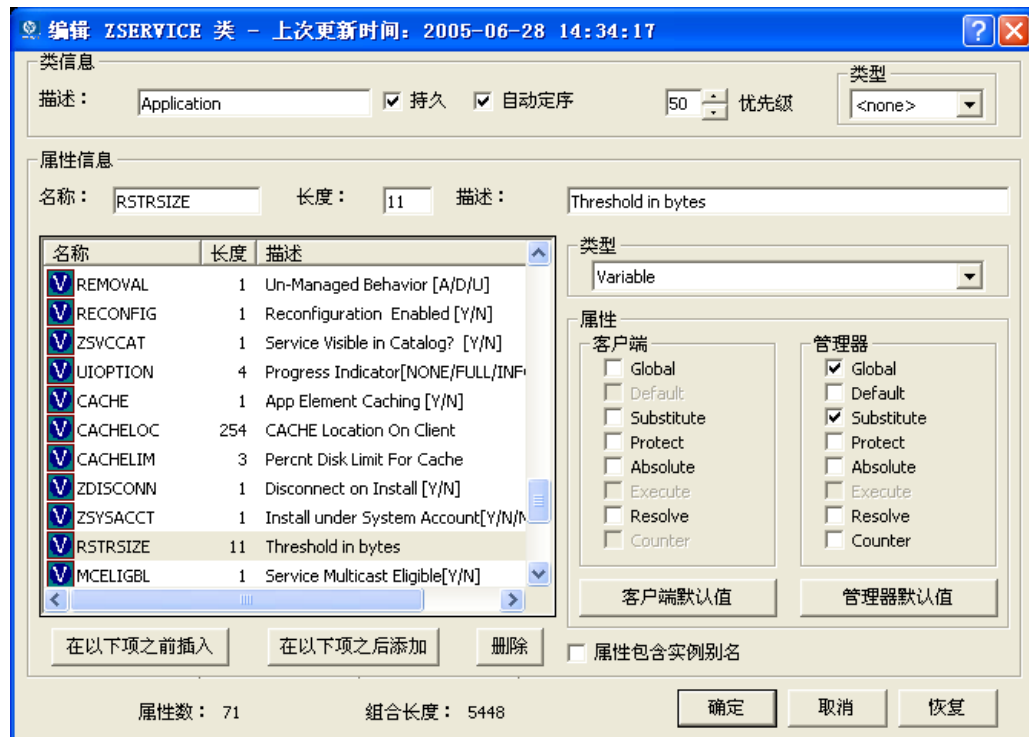 编辑 ZSERVICE 类 - 上次更新时间: 2005-06-28 14:34:17
类信息
描述： Application 持久 自动定序 50 优先级
类型
<none>
属性信息
名称： RSTRSIZE 长度： 11 描述： Threshold in bytes
名称 长度 描述
REMOVAL 1 Un-Managed Behavior [A/D/U]
RECONFIG 1 Reconfiguration Enabled [Y/N]
ZSVCCAT 1 Service Visible in Catalog? [Y/N]
UIOPTION 4 Progress Indicator[NONE/FULL/INF
CACHE 1 App Element Caching [Y/N]
CACHELOC 254 CACHE Location On Client
CACHELIM 3 Percnt Disk Limit For Cache
ZDISCONN 1 Disconnect on Install [Y/N]
ZSYSACCT 1 Install under System Account[Y/N/
RSTRSIZE 11 Threshold in bytes
MCELIGBL 1 Service Multicast Eligible[Y/N]
类型
Variable
属性
客户端
Global
Default
Substitute
Protect
Absolute
Execute
Resolve
Counter
管理器
Global
Default
Substitute
Protect
Absolute
Execute
Resolve
Counter
客户端默认值 管理器默认值
在以下项之前插入 在以下项之后添加 删除
属性包含实例别名
属性数： 71 组合长度： 5448
确定 取消 恢复